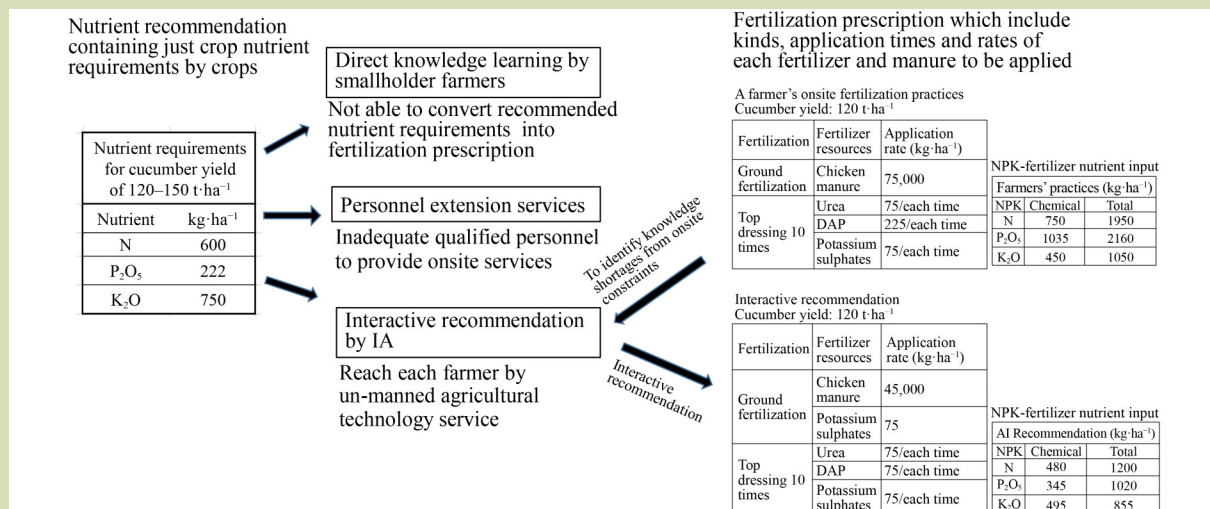 Nutrient recommendation
containing just crop nutrient
requirements by crops
Nutrient requirements
for cucumber yield
of 120–150 t·ha⁻¹
Nutrient kg·ha⁻¹
N 600
P₂O₅ 222
K₂O 750
Direct knowledge learning by
smallholder farmers
Not able to convert recommended
nutrient requirements into
fertilization prescription
Personnel extension services
Inadequate qualified personnel
to provide onsite services
Interactive recommendation
by IA
Reach each farmer by
un-manned agricultural
technology service
To identify knowledge
shortages from onsite
constraints
Interactive
recommendation
Fertilization prescription which include
kinds, application times and rates of
each fertilizer and manure to be applied
A farmer's onsite fertilization practices
Cucumber yield: 120 t·ha⁻¹
Fertilization Fertilizer resources Application rate (kg·ha⁻¹)
Ground fertilization Chicken manure 75,000
Top dressing 10 times Urea 75/each time
DAP 225/each time
Potassium sulphates 75/each time
NPK-fertilizer nutrient input
Farmers' practices (kg·ha⁻¹)
NPK Chemical Total
N 750 1950
P₂O₅ 1035 2160
K₂O 450 1050
Interactive recommendation
Cucumber yield: 120 t·ha⁻¹
Fertilization Fertilizer resources Application rate (kg·ha⁻¹)
Ground fertilization Chicken manure 45,000
Potassium sulphates 75
Top dressing 10 times Urea 75/each time
DAP 75/each time
Potassium sulphates 75/each time
NPK-fertilizer nutrient input
AI Recommendation (kg·ha⁻¹)
NPK Chemical Total
N 480 1200
P₂O₅ 345 1020
K₂O 495 855